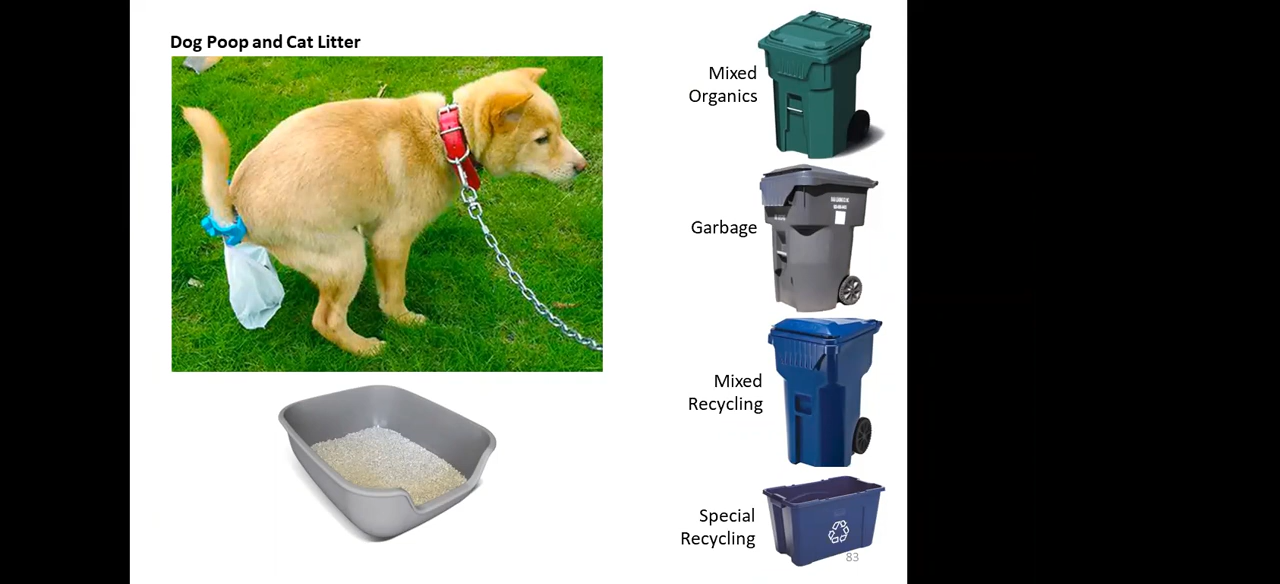 Dog Poop and Cat Litter
Mixed
Organics
Garbage
Mixed
Recycling
Special
Recycling
83